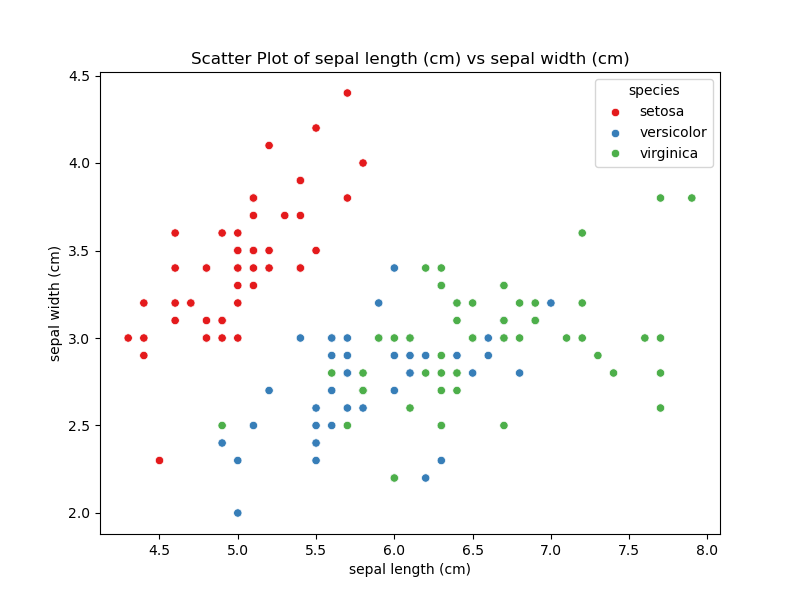 Scatter Plot of sepal length (cm) vs sepal width (cm)
species
setosa
versicolor
virginica
sepal width (cm)
4.5
4.0
3.5
3.0
2.5
2.0
4.5 5.0 5.5 6.0 6.5 7.0 7.5 8.0
sepal length (cm)